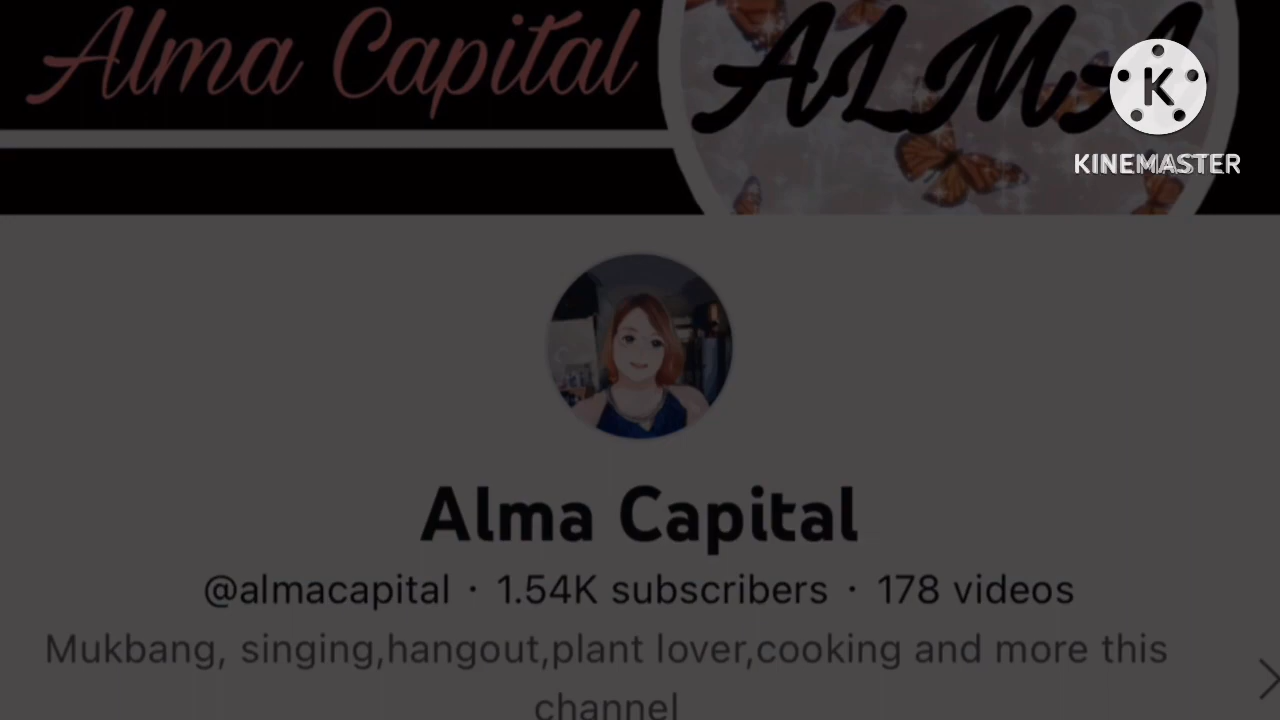 Alma Capital
ALMA
K
KINEMASTER
Alma Capital
@almacapital · 1.54K subscribers · 178 videos
Mukbang, singing,hangout,plant lover,cooking and more this
channel